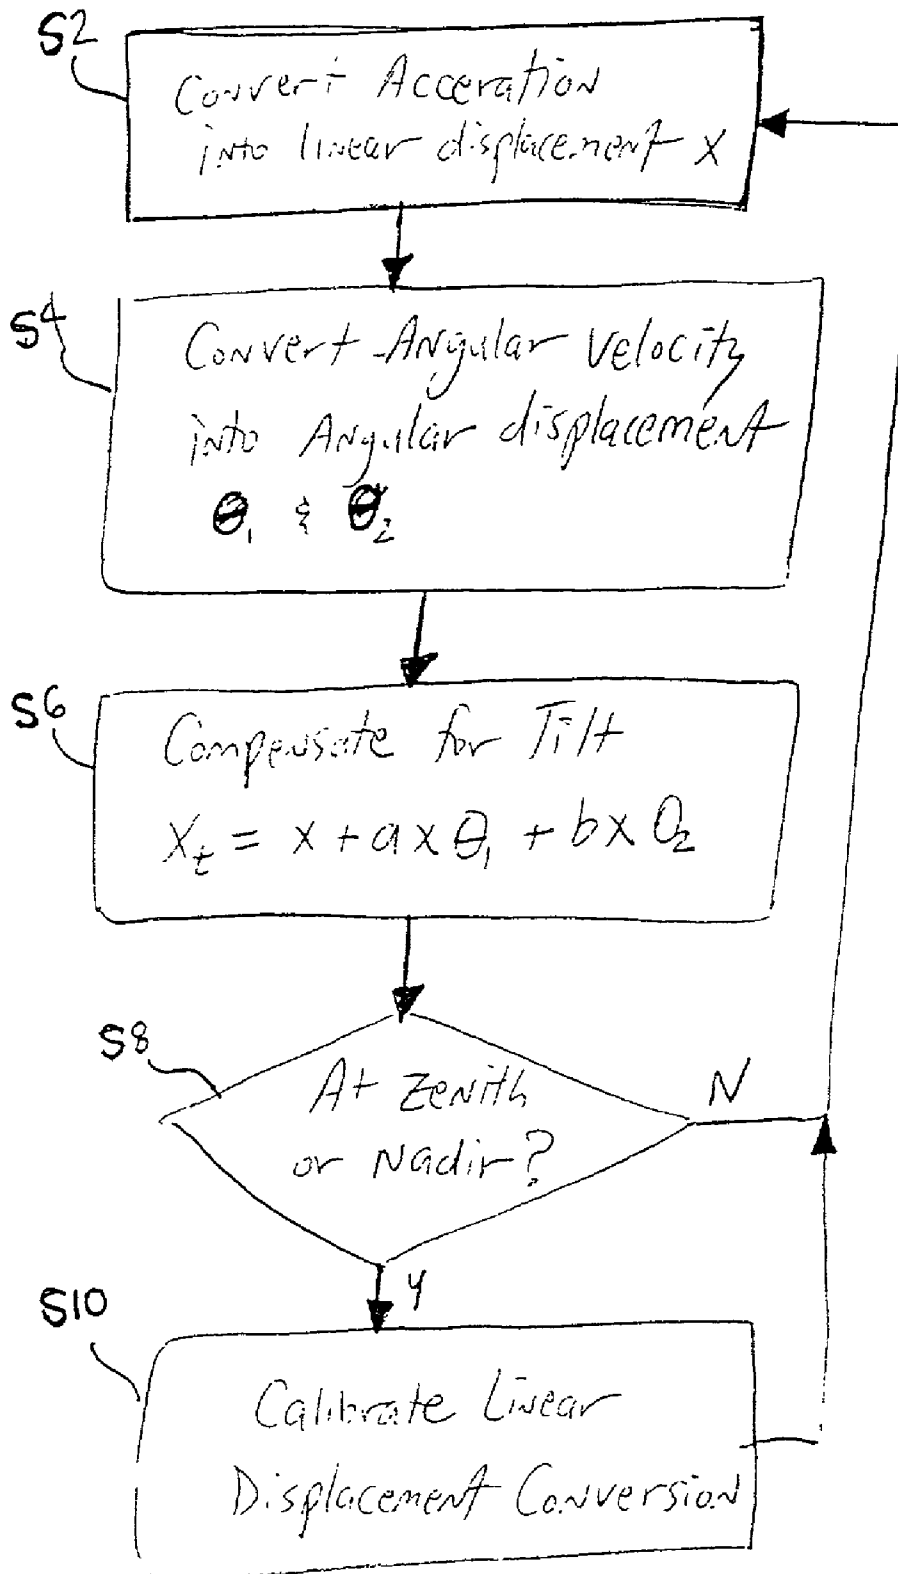 S2
Convert Acceration
into linear displacement x
S4
Convert Angular Velocity
into Angular displacement
θ₁ & θ₂
S6
Compensate for Tilt
X_t = x + a x θ₁ + b x θ₂
S8
At zenith
or Nadir?
N
Y
S10
Calibrate Linear
Displacement Conversion